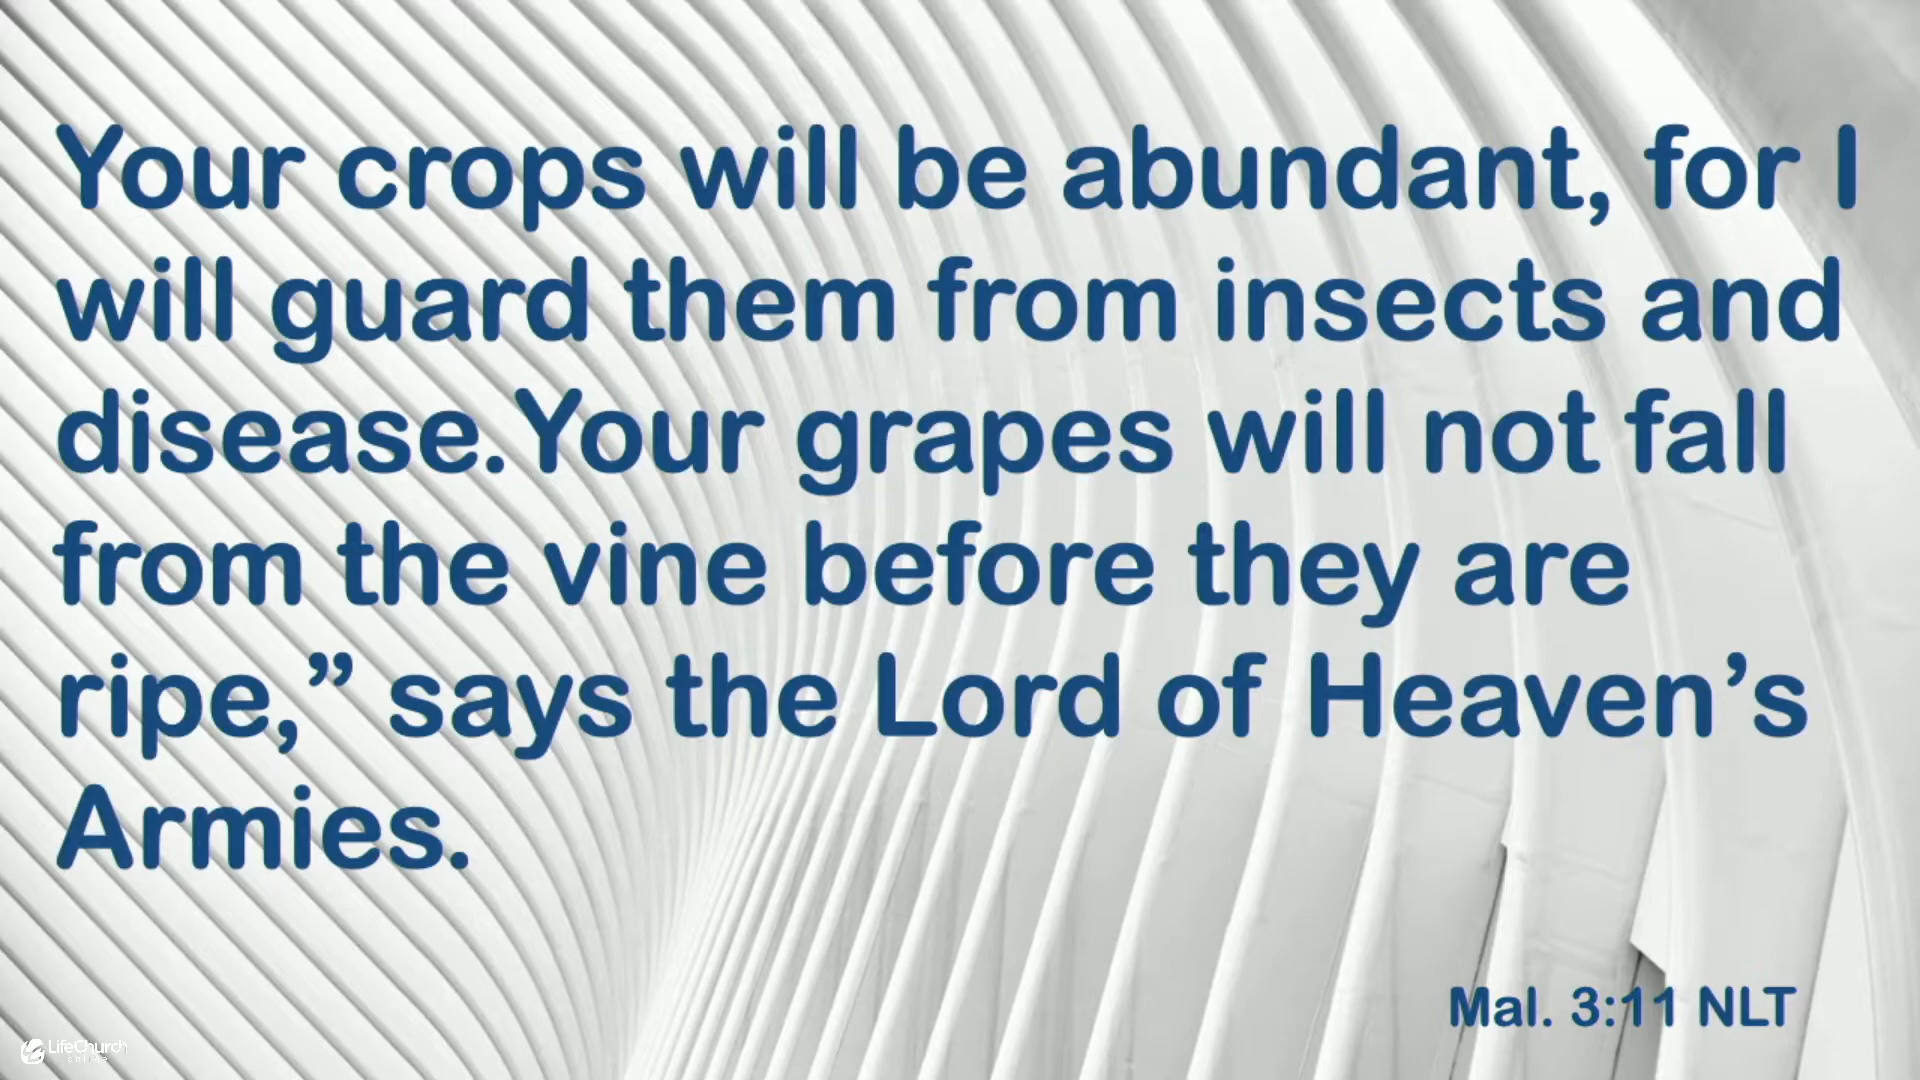 Your crops will be abundant, for I
will guard them from insects and
disease. Your grapes will not fall
from the vine before they are
ripe,” says the Lord of Heaven’s
Armies.
Mal. 3:11 NLT
LifeChurch
online